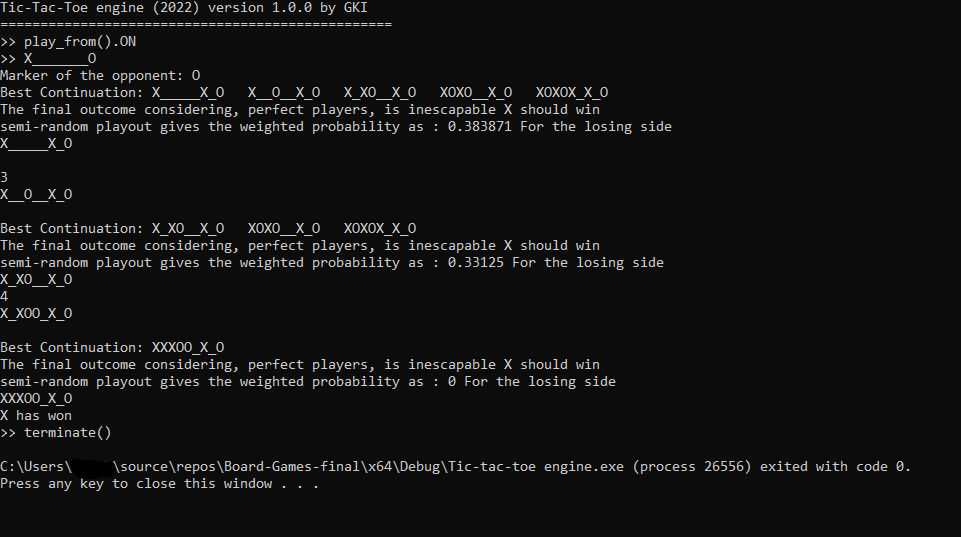 Tic-Tac-Toe engine (2022) version 1.0.0 by GKI
=================================================
>> play_from().ON
>> X_______O
Marker of the opponent: O
Best Continuation: X_____X_O   X__O__X_O   X_XO__X_O   XOXO__X_O   XOXOX_X_O
The final outcome considering, perfect players, is inescapable X should win
semi-random playout gives the weighted probability as : 0.383871 For the losing side
X_____X_O
3
X__O__X_O
Best Continuation: X_XO__X_O   XOXO__X_O   XOXOX_X_O
The final outcome considering, perfect players, is inescapable X should win
semi-random playout gives the weighted probability as : 0.33125 For the losing side
X_XO__X_O
4
X_XOO_X_O
Best Continuation: XXXOO_X_O
The final outcome considering, perfect players, is inescapable X should win
semi-random playout gives the weighted probability as : 0 For the losing side
XXXOO_X_O
X has won
>> terminate()
C:\Users\     \source\repos\Board-Games-final\x64\Debug\Tic-tac-toe engine.exe (process 26556) exited with code 0.
Press any key to close this window . . .